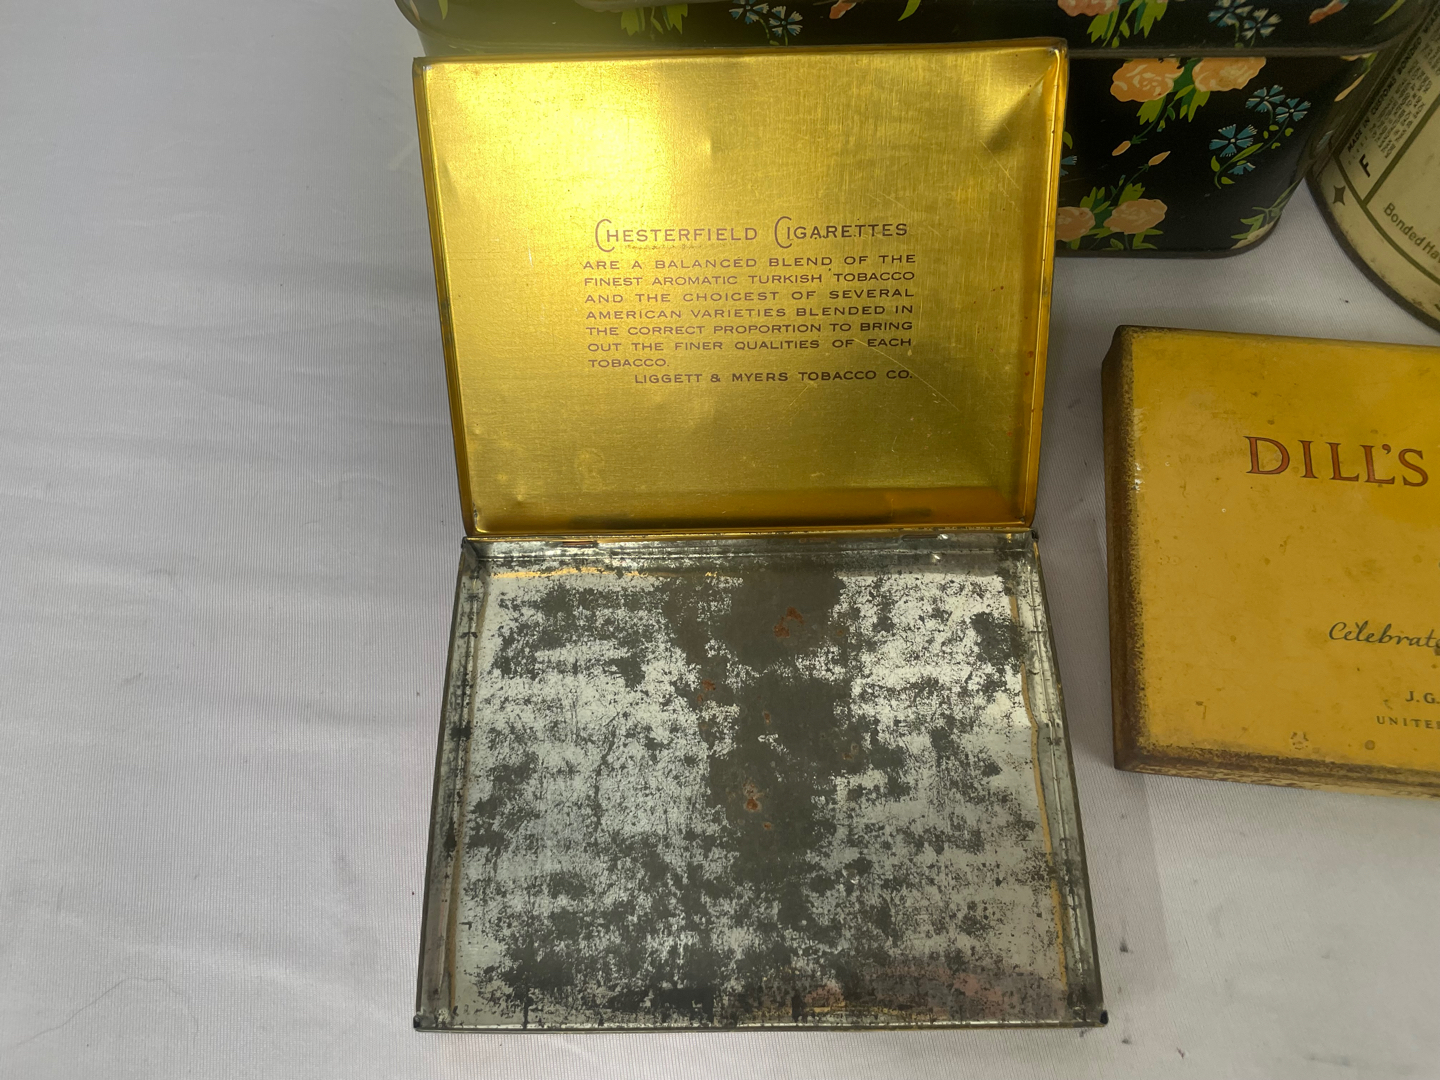 CHESTERFIELD CIGARETTES
ARE A BALANCED BLEND OF THE
FINEST AROMATIC TURKISH TOBACCO
AND THE CHOICEST OF SEVERAL
AMERICAN VARIETIES BLENDED IN
THE CORRECT PROPORTION TO BRING
OUT THE FINER QUALITIES OF EACH
TOBACCO.
LIGGETT & MYERS TOBACCO CO.
F
Bonded
DILL'S
J.G.